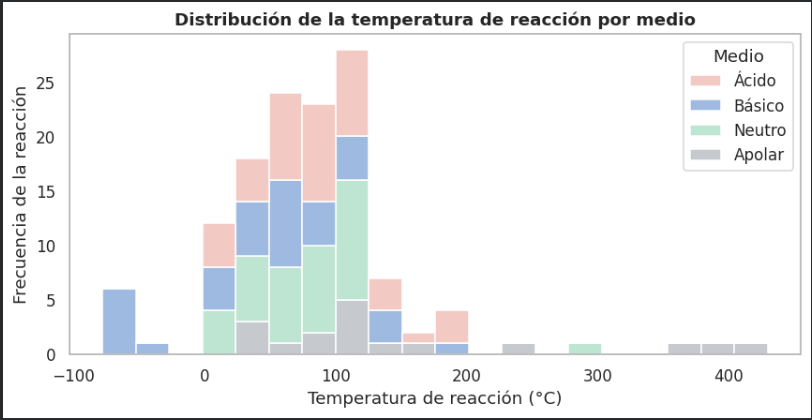 Distribución de la temperatura de reacción por medio
Frecuencia de la reacción
25
20
15
10
5
0
Medio
Ácido
Básico
Neutro
Apolar
−100
0
100
200
300
400
Temperatura de reacción (°C)